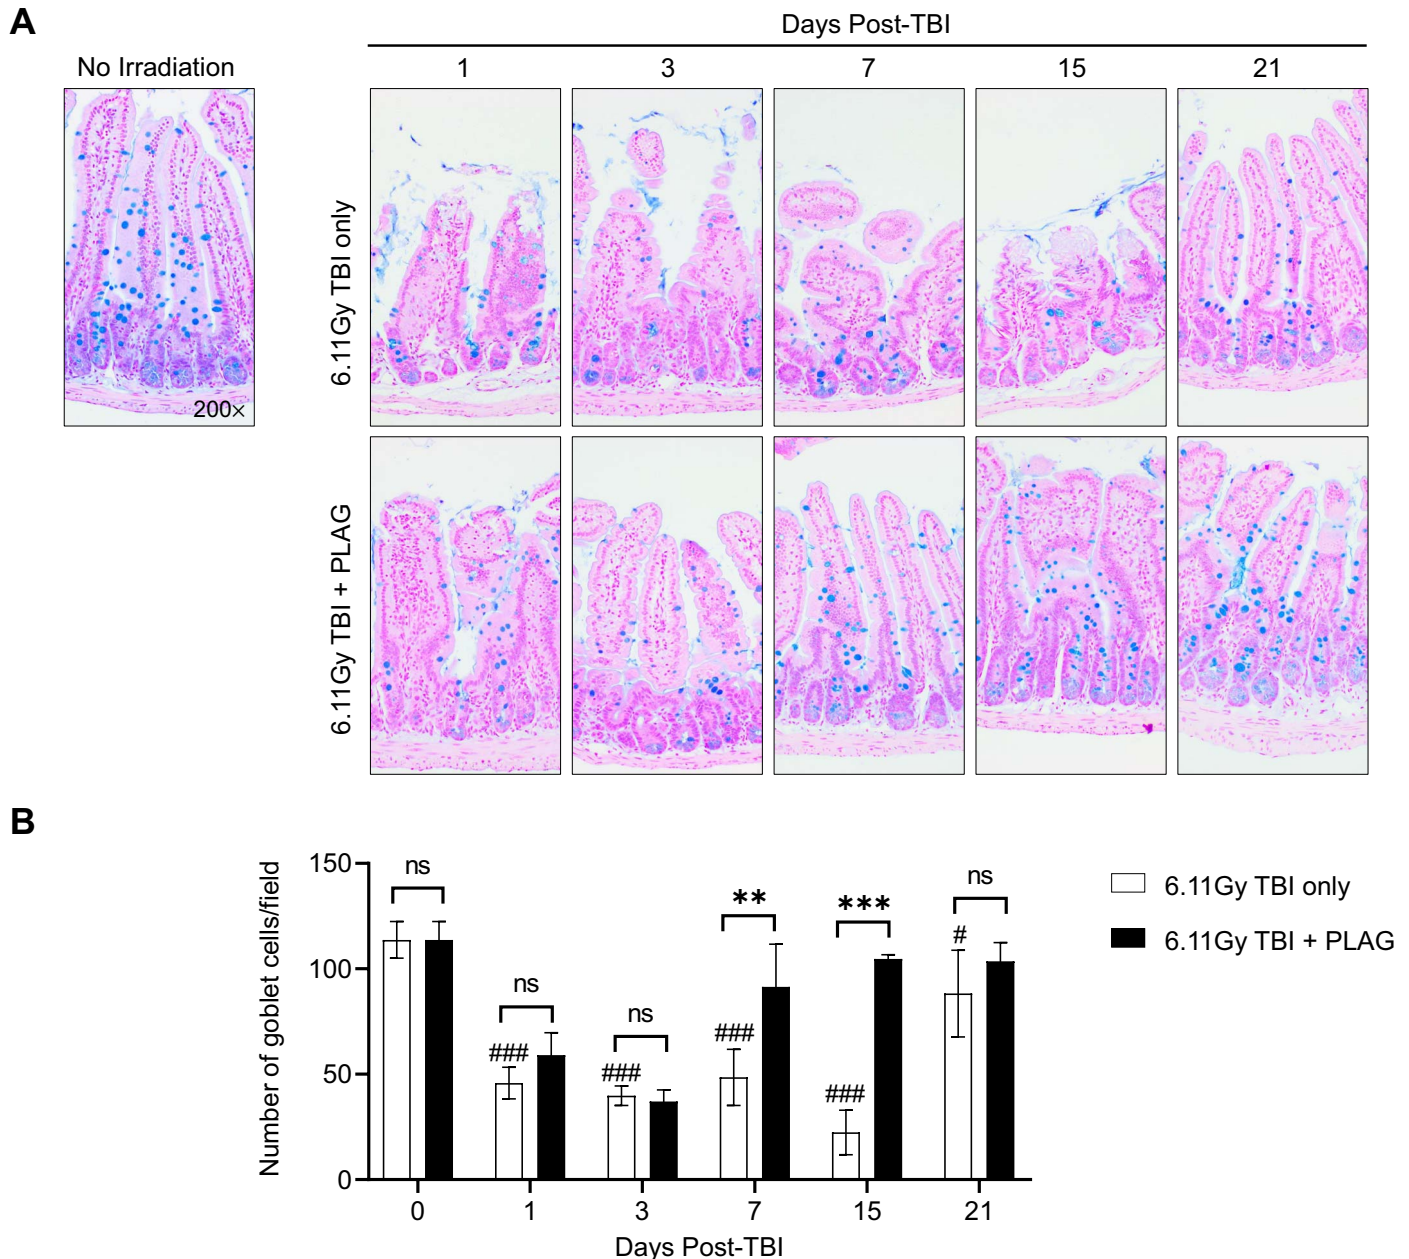 A
Days Post-TBI
No Irradiation
1 3 7 15 21
6.11Gy TBI only
200×
6.11Gy TBI + PLAG
B
Number of goblet cells/field
150
100
50
0
ns
ns
ns
**
***
ns
###
###
###
###
#
6.11Gy TBI only
6.11Gy TBI + PLAG
0 1 3 7 15 21
Days Post-TBI